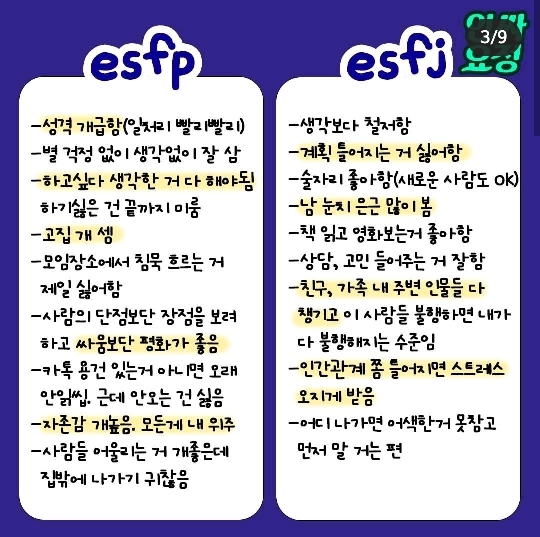 3/9
esfp
-성격 개급함(일처리 빨리빨리)
-별 걱정 없이 생각없이 잘 삼
-하고싶다 생각한 거 다 해야됨
하기싫은 건 끝까지 미룸
-고집 개 셈
-모임장소에서 침묵 흐르는 거
제일 싫어함
-사람의 단점보단 장점을 보려
하고 싸움보단 평화가 좋음
-카톡 용건 있는거 아니면 오래
안읽씹. 근데 안오는 건 싫음
-자존감 개높음. 모든게 내 위주
-사람들 어울리는 거 개좋은데
집밖에 나가기 귀찮음
esfj
-생각보다 철저함
-계획 틀어지는 거 싫어함
-술자리 좋아함(새로운 사람도 OK)
-남 눈치 은근 많이 봄
-책 읽고 영화보는거 좋아함
-상담, 고민 들어주는 거 잘함
-친구, 가족 내 주변 인물들 다
챙기고 이 사람들 불행하면 내가
다 불행해지는 수준임
-인간관계 쫌 틀어지면 스트레스
오지게 받음
-어디 나가면 어색한거 못참고
먼저 말 거는 편